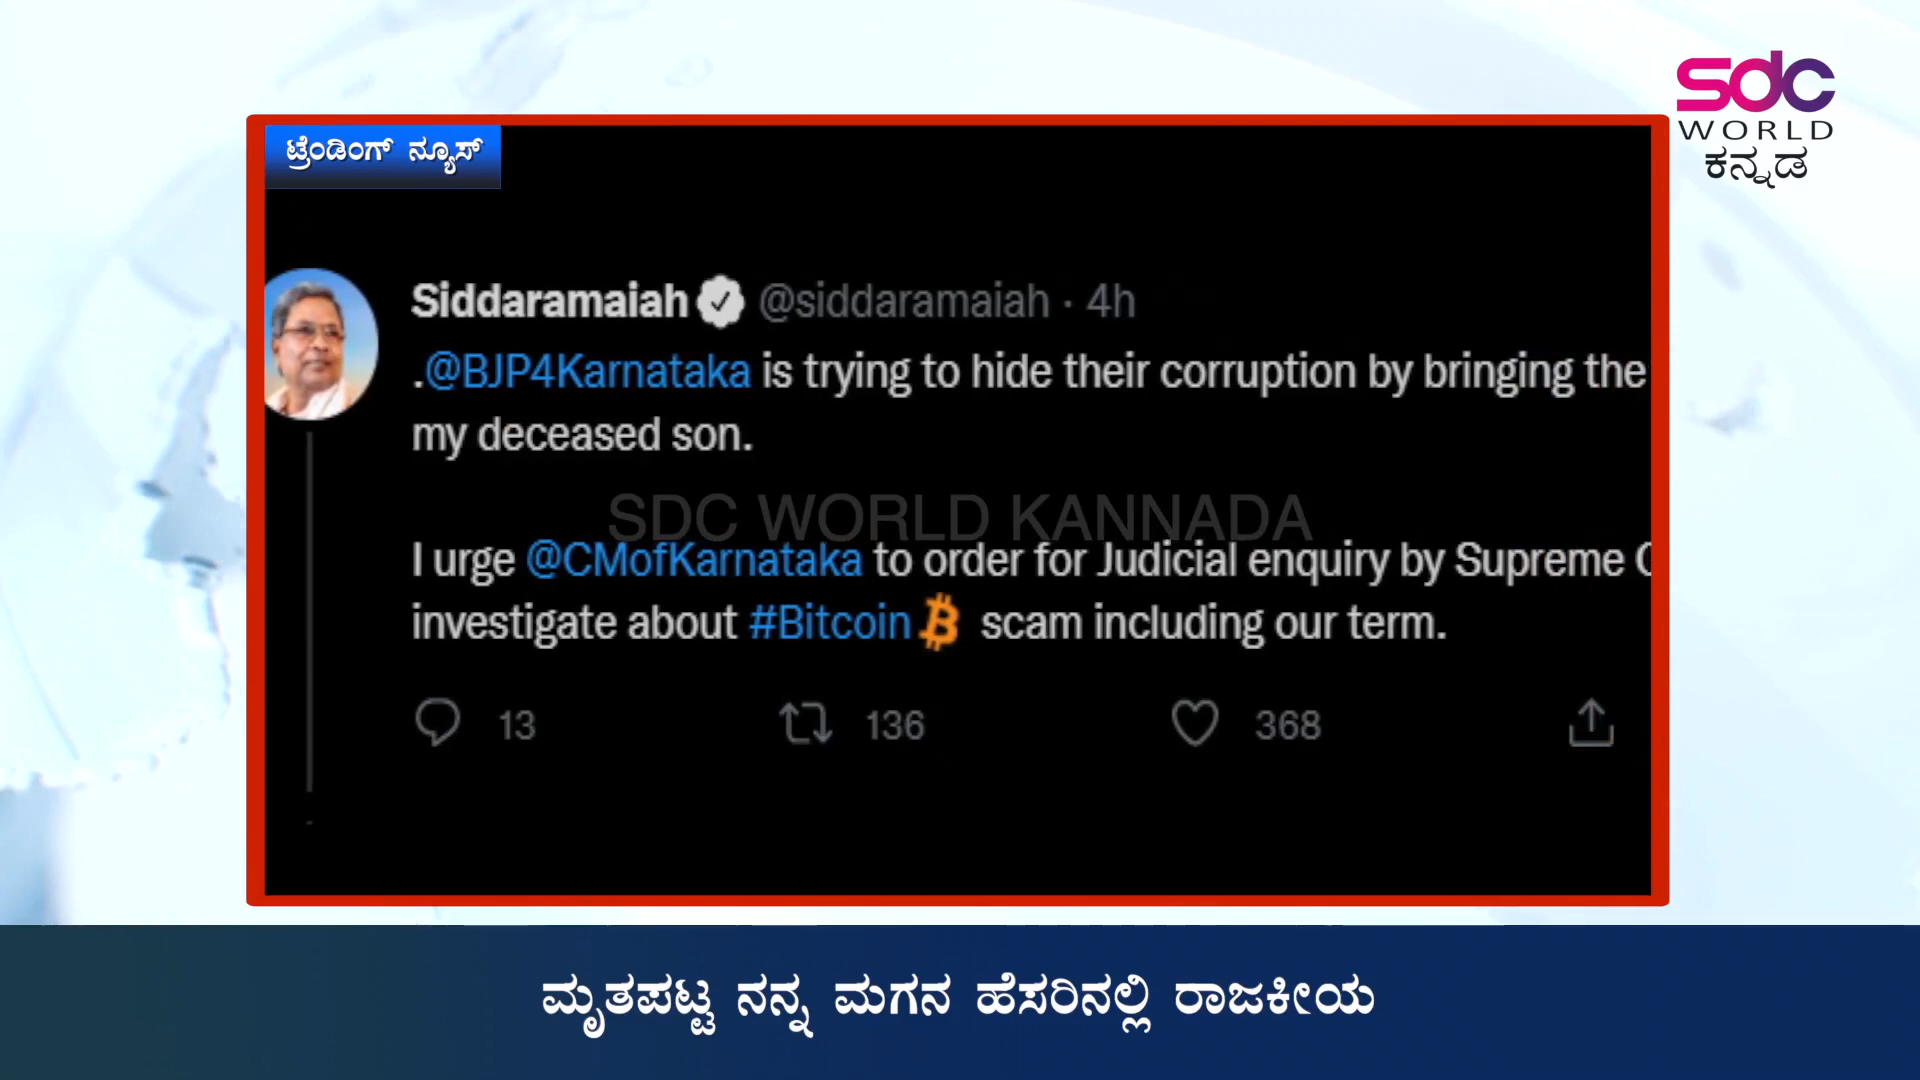 sdc
WORLD
ಕನ್ನಡ
ಟ್ರೆಂಡಿಂಗ್ ನ್ಯೂಸ್
Siddaramaiah @siddaramaiah · 4h
.@BJP4Karnataka is trying to hide their corruption by bringing the
my deceased son.
SDC WORLD KANNADA
I urge @CMofKarnataka to order for Judicial enquiry by Supreme
investigate about #Bitcoin scam including our term.
13 136 368
ಮೃತಪಟ್ಟ ನನ್ನ ಮಗನ ಹೆಸರಿನಲ್ಲಿ ರಾಜಕೀಯ